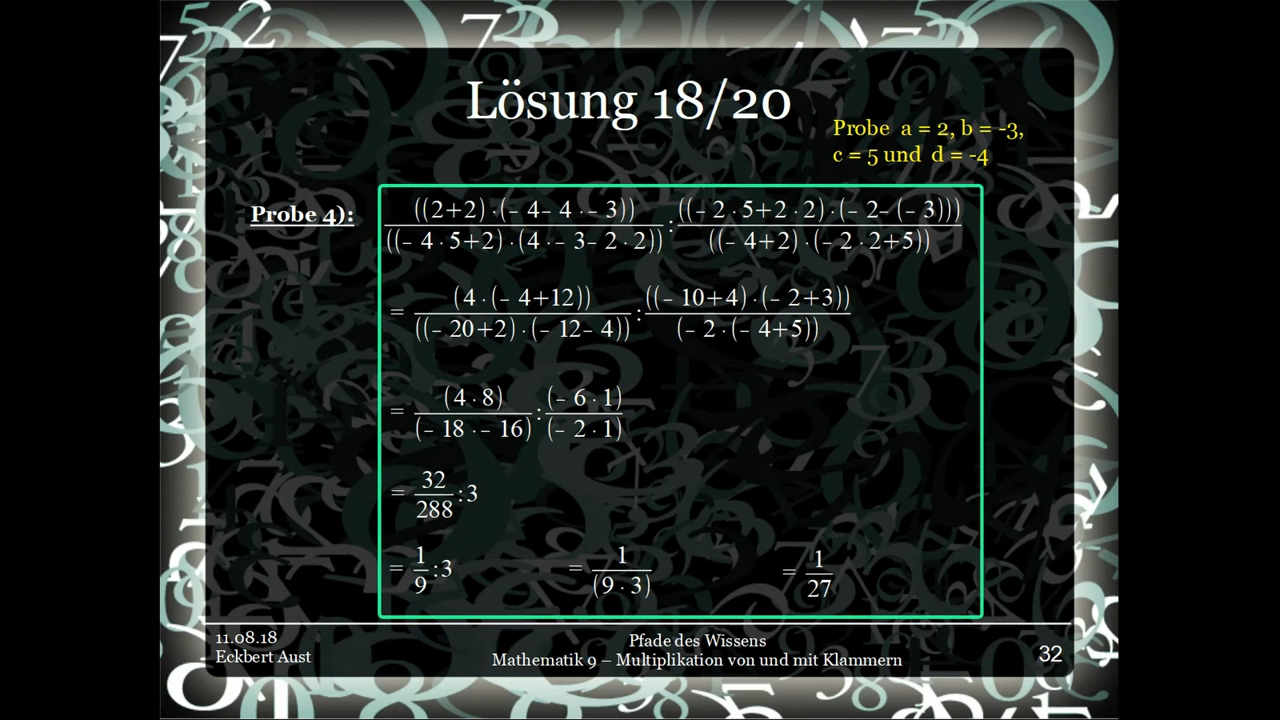 Lösung 18/20
Probe a = 2, b = -3,
c = 5 und d = -4
Probe 4):
((2+2)·(– 4– 4·– 3))/((– 4·5+2)·(4·– 3– 2·2)) : ((– 2·5+2·2)·(– 2– (– 3)))/((– 4+2)·(– 2·2+5))
= (4·(– 4+12))/((– 20+2)·(– 12– 4)) : ((– 10+4)·(– 2+3))/(– 2·(– 4+5))
= (4·8)/(– 18·– 16) : (– 6·1)/(– 2·1)
= 32/288 :3
= 1/9 :3 = 1/(9·3) = 1/27
11.08.18
Eckbert Aust
Pfade des Wissens
Mathematik 9 – Multiplikation von und mit Klammern
32